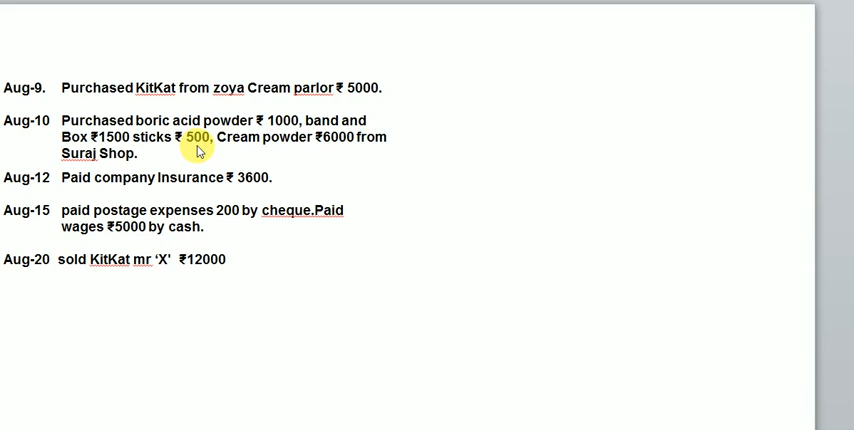 Aug-9. Purchased KitKat from zoya Cream parlor ₹ 5000.
Aug-10 Purchased boric acid powder ₹ 1000, band and
Box ₹1500 sticks ₹ 500, Cream powder ₹6000 from
Suraj Shop.
Aug-12 Paid company Insurance ₹ 3600.
Aug-15 paid postage expenses 200 by cheque.Paid
wages ₹5000 by cash.
Aug-20 sold KitKat mr ‘X' ₹12000